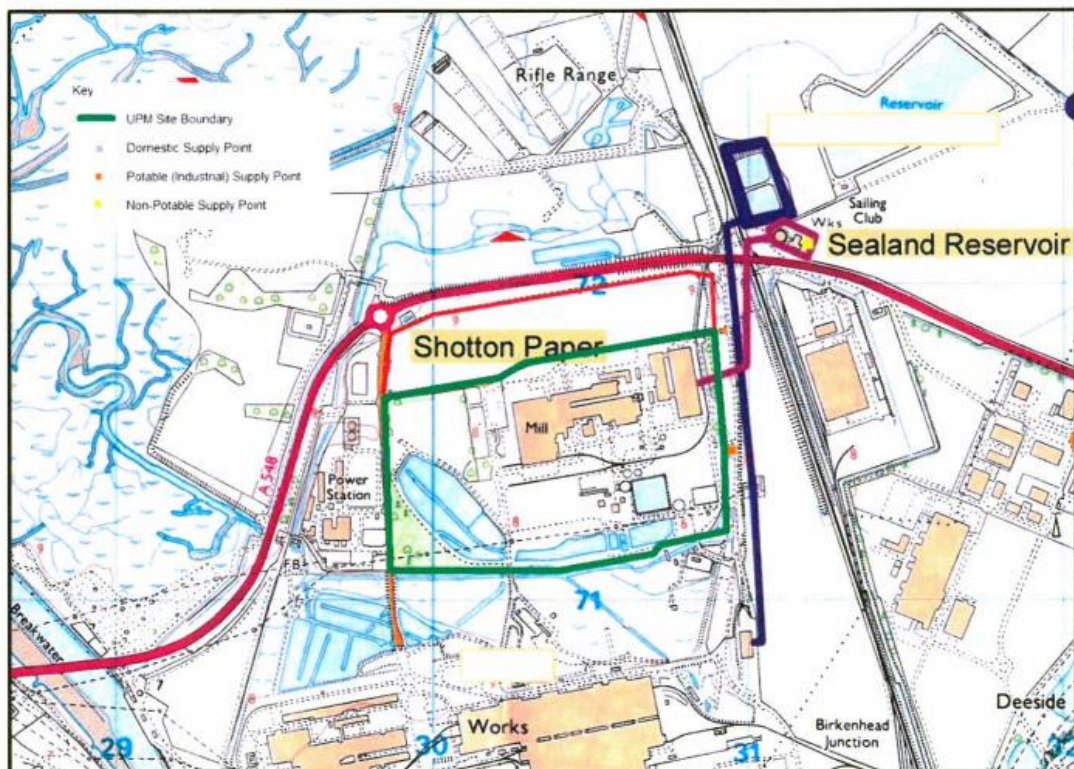 Key
UPM Site Boundary
Domestic Supply Point
Potable (Industrial) Supply Point
Non-Potable Supply Point
Rifle Range
Reservoir
Sailing
Club
Wks
Sealand Reservoir
72
Shotton Paper
Mill
Power
Station
A 548
FB
71
Breakwater
Works
Birkenhead
Junction
Deeside
29
30
31